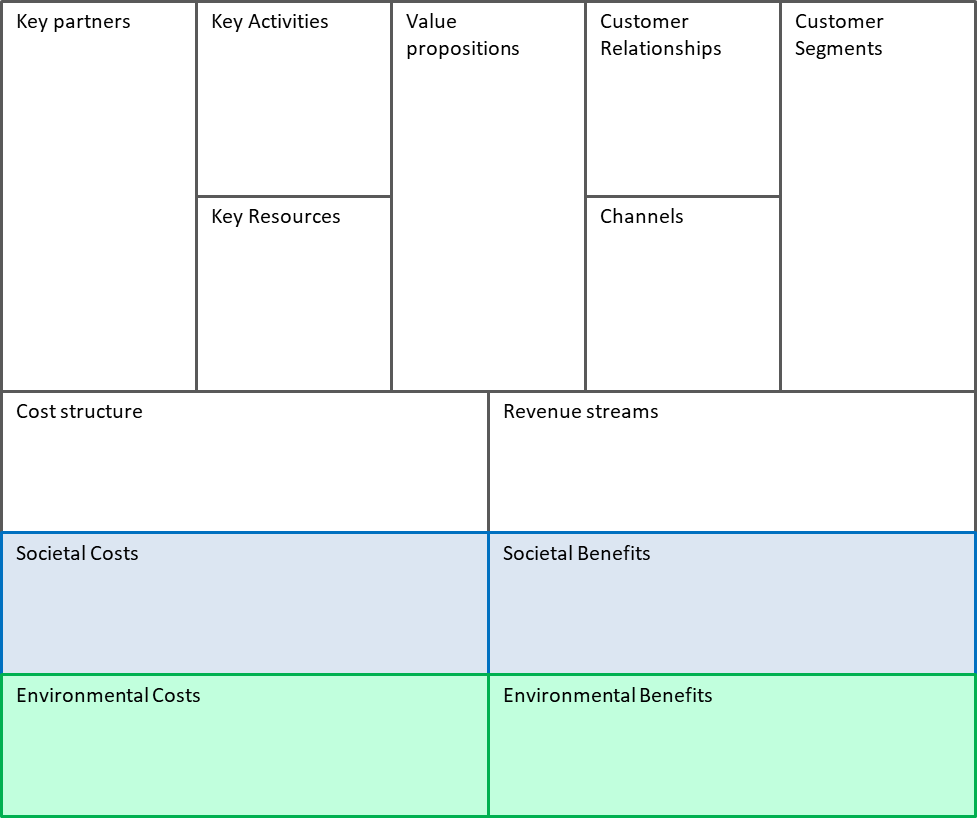 Key partners
Key Activities
Value
propositions
Customer
Relationships
Customer
Segments
Key Resources
Channels
Cost structure
Revenue streams
Societal Costs
Societal Benefits
Environmental Costs
Environmental Benefits